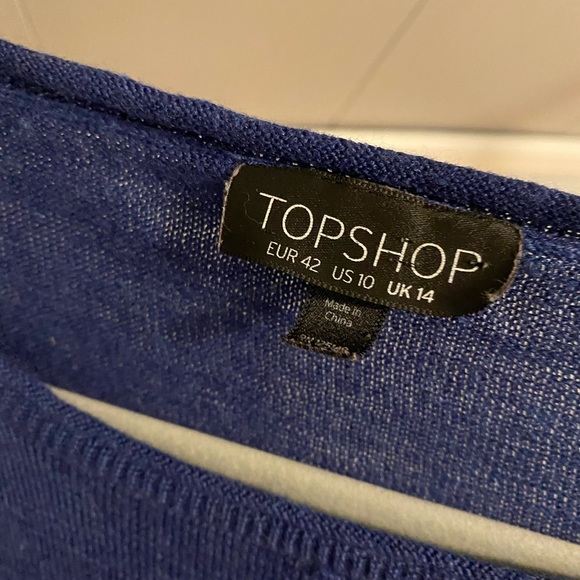 TOPSHOP
EUR 42 US 10 UK 14
Made in
China